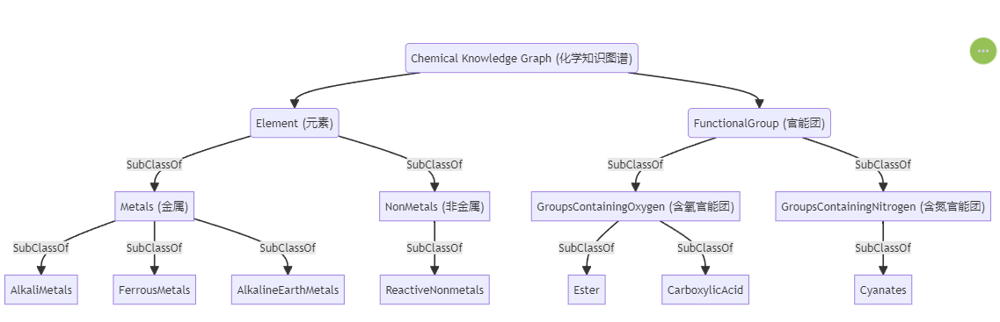 Chemical Knowledge Graph (化学知识图谱)
Element (元素)
FunctionalGroup (官能团)
SubClassOf
SubClassOf
SubClassOf
SubClassOf
Metals (金属)
NonMetals (非金属)
GroupsContainingOxygen (含氧官能团)
GroupsContainingNitrogen (含氮官能团)
SubClassOf
SubClassOf
SubClassOf
SubClassOf
SubClassOf
SubClassOf
SubClassOf
AlkaliMetals
FerrousMetals
AlkalineEarthMetals
ReactiveNonmetals
Ester
CarboxylicAcid
Cyanates